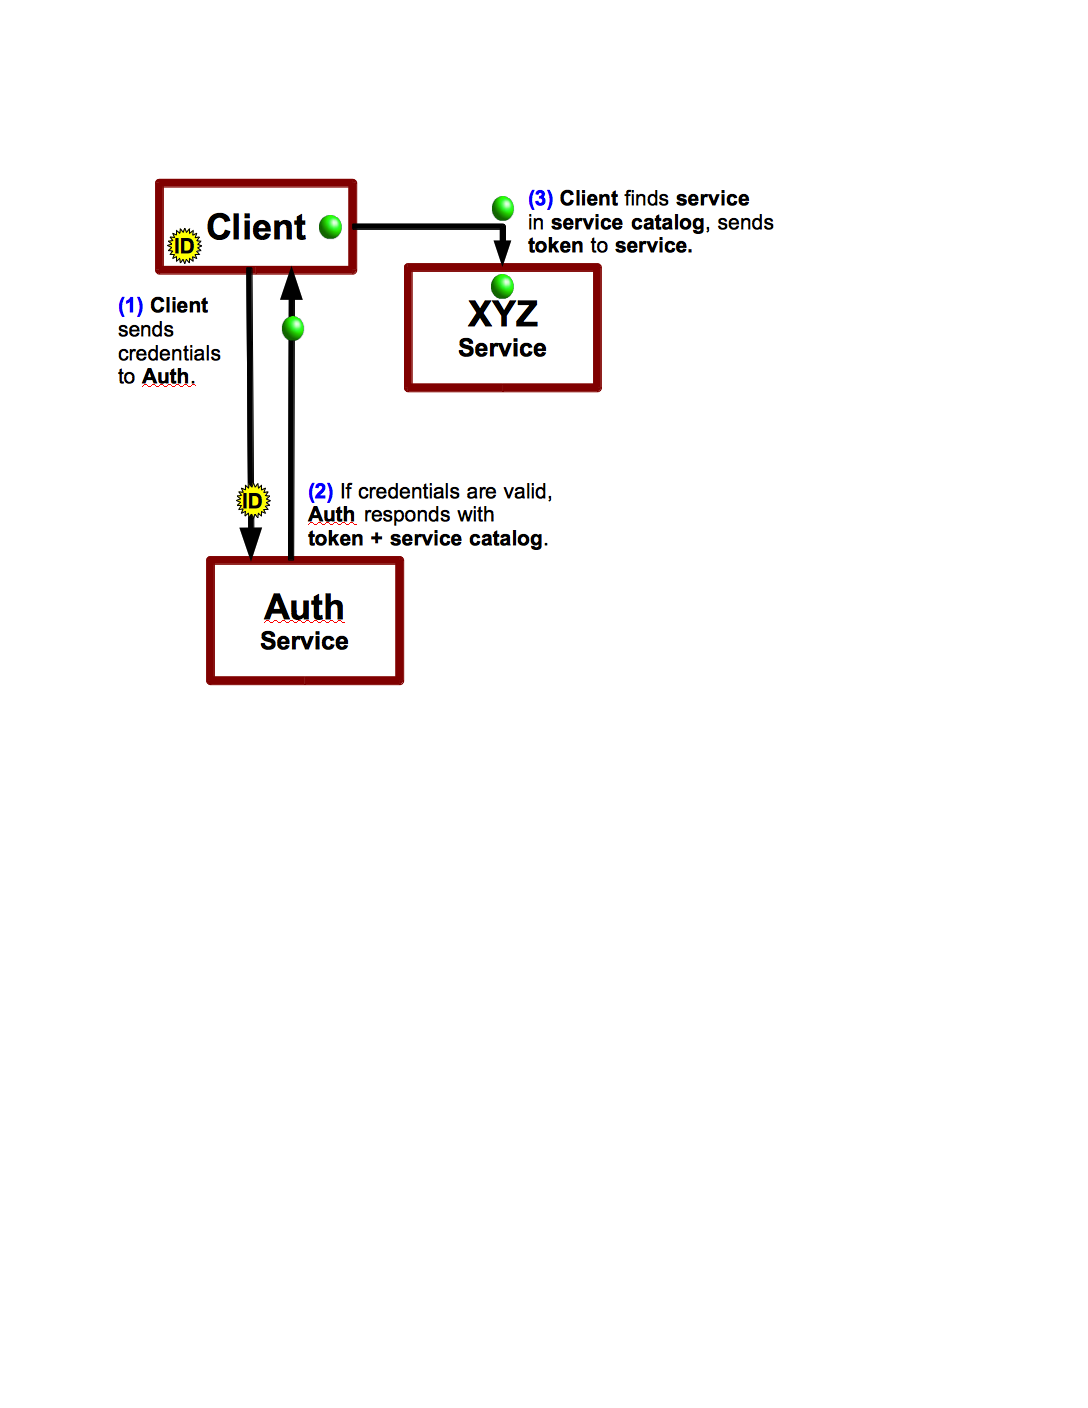 Client
ID
(3) Client finds service
in service catalog, sends
token to service.
XYZ
Service
(1) Client
sends
credentials
to Auth.
ID
(2) If credentials are valid,
Auth responds with
token + service catalog.
Auth
Service